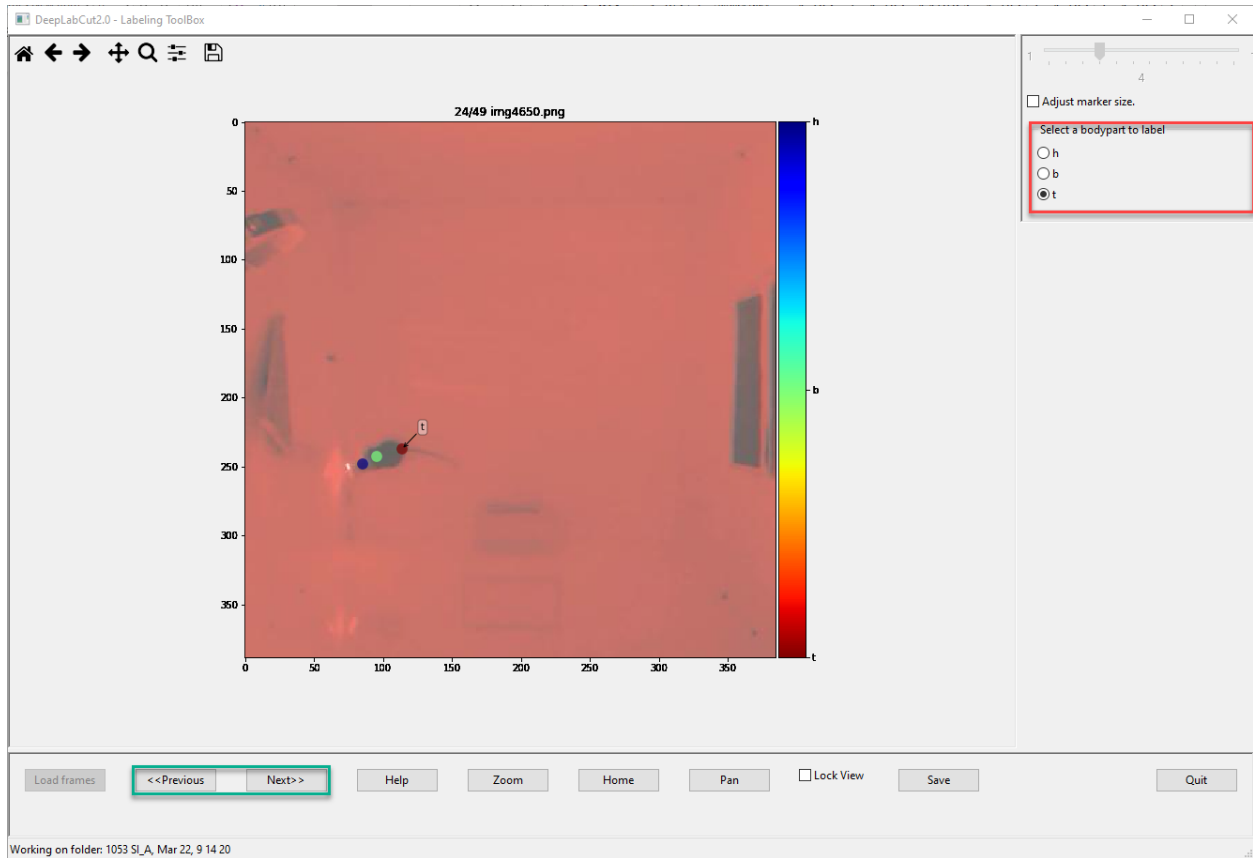 DeepLabCut2.0 - Labeling ToolBox
1
4
Adjust marker size.
Select a bodypart to label
h
b
t
24/49 img4650.png
0
50
100
150
200
250
300
350
0 50 100 150 200 250 300 350
t
h
b
t
Load frames <<Previous Next>> Help Zoom Home Pan Lock View Save Quit
Working on folder: 1053 SI_A, Mar 22, 9 14 20